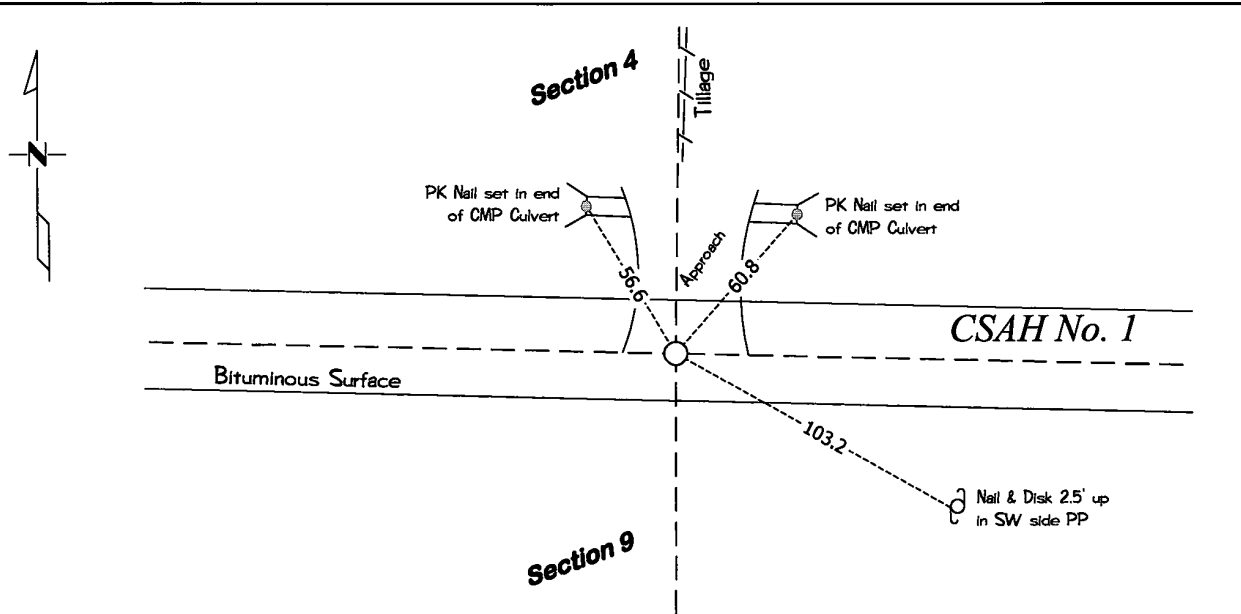 Section 4
Tillage
N
PK Nail set in end
of CMP Culvert
PK Nail set in end
of CMP Culvert
Approach
56.6
60.8
CSAH No. 1
Bituminous Surface
103.2
Nail & Disk 2.5' up
in SW side PP
Section 9